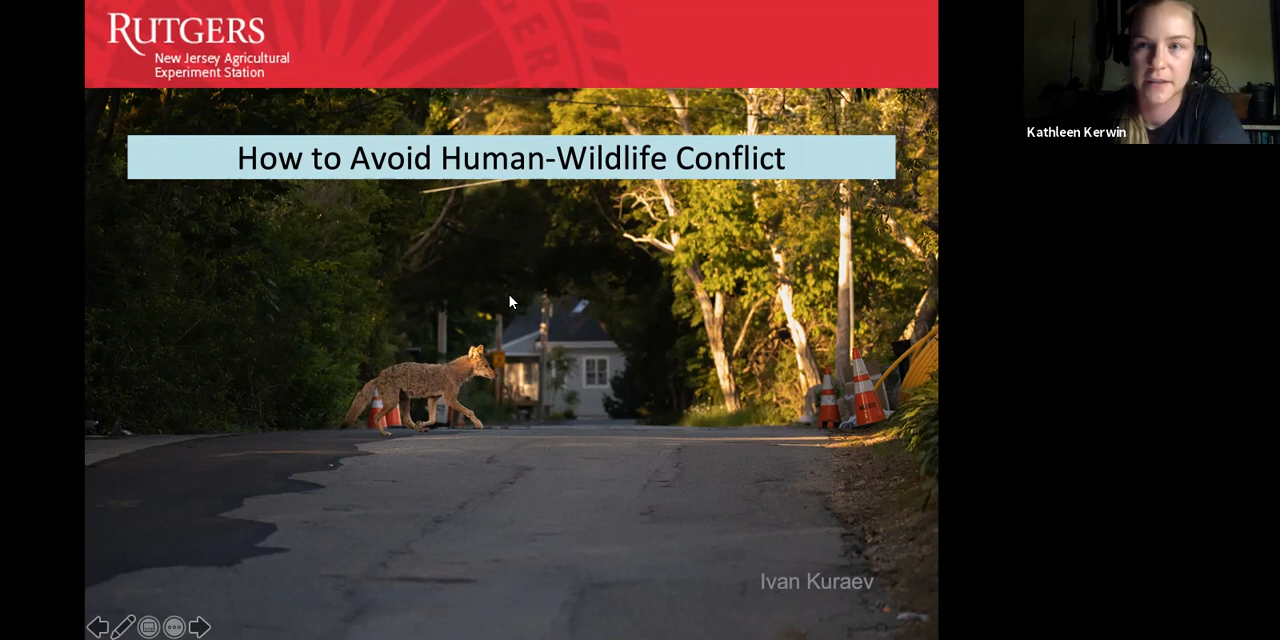 RUTGERS
New Jersey Agricultural
Experiment Station
How to Avoid Human-Wildlife Conflict
Kathleen Kerwin
Ivan Kuraev